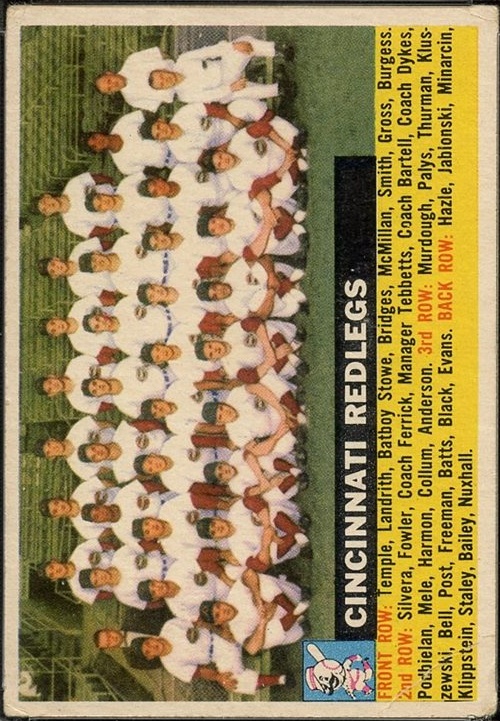 CINCINNATI REDLEGS
FRONT ROW: Temple, Landrith, Batboy Stowe, Bridges, McMillan, Smith, Gross, Burgess.
2nd ROW: Silvera, Fowler, Coach Ferrick, Manager Tebbetts, Coach Bartell, Coach Dykes,
Podbielan, Mele, Harmon, Collum, Anderson. 3rd ROW: Murdough, Palys, Thurman, Klus-
zewski, Bell, Post, Freeman, Batts, Black, Evans. BACK ROW: Hazle, Jablonski, Minarcin,
Klippstein, Staley, Bailey, Nuxhall.